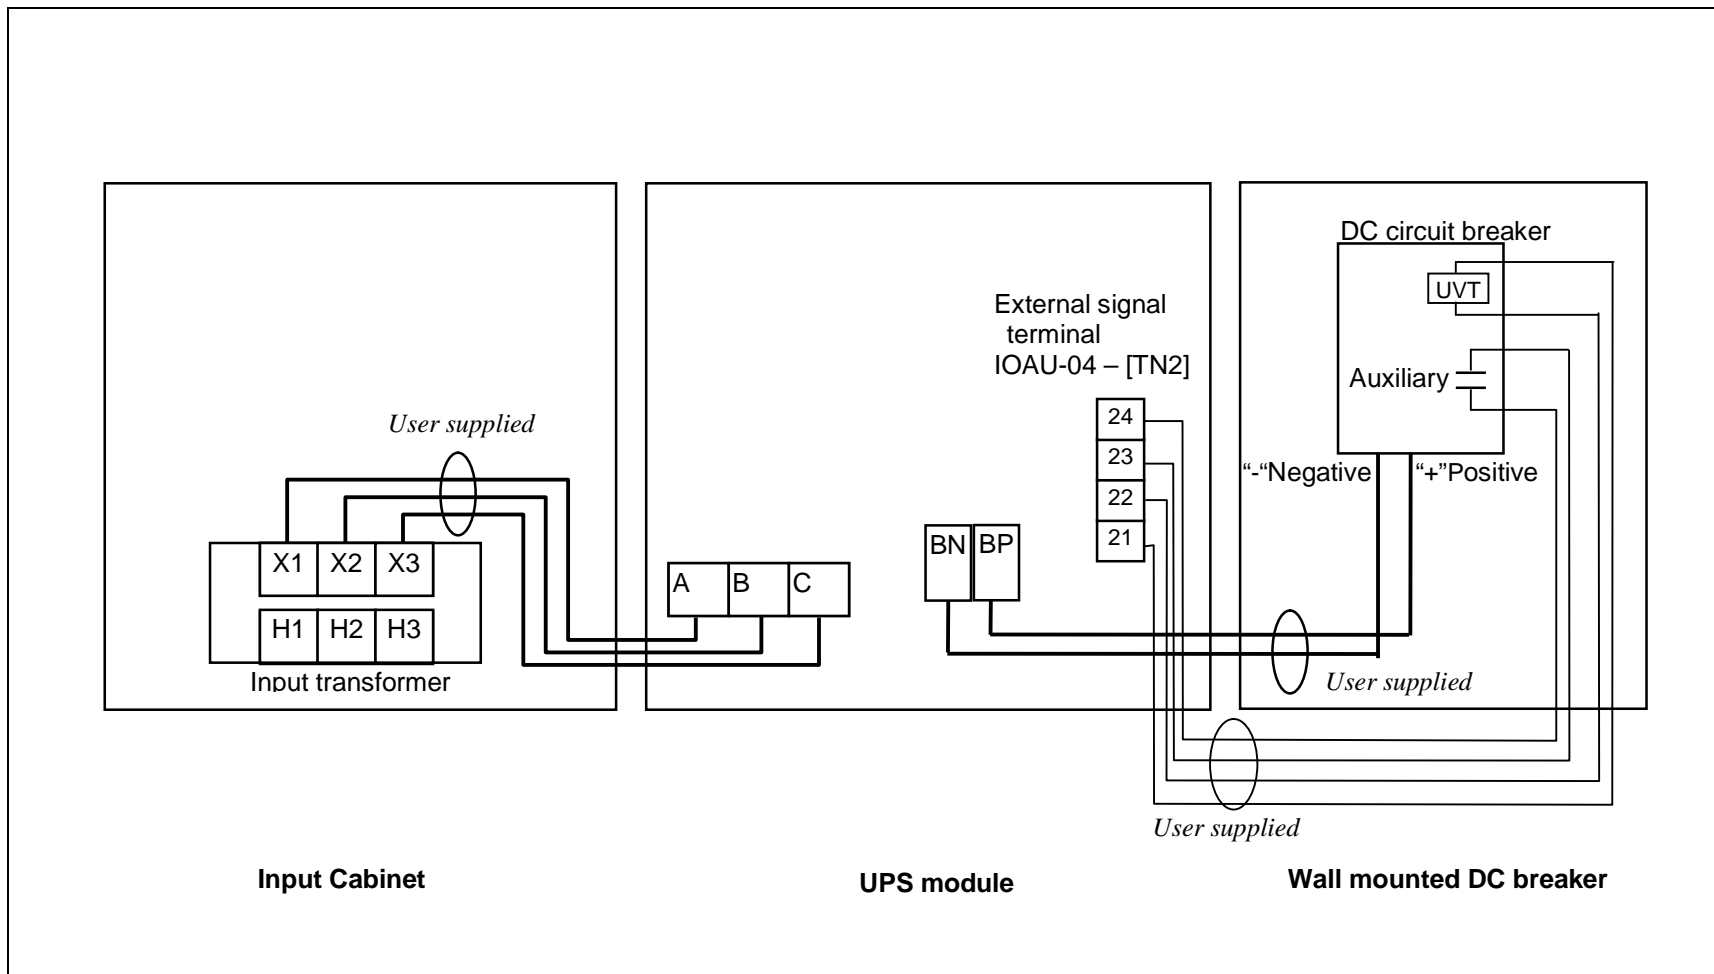 DC circuit breaker
UVT
External signal
terminal
IOAU-04 – [TN2]
Auxiliary
24
23
22
21
“-“Negative
“+”Positive
User supplied
X1 X2 X3
H1 H2 H3
Input transformer
A B C
BN BP
User supplied
User supplied
Input Cabinet
UPS module
Wall mounted DC breaker